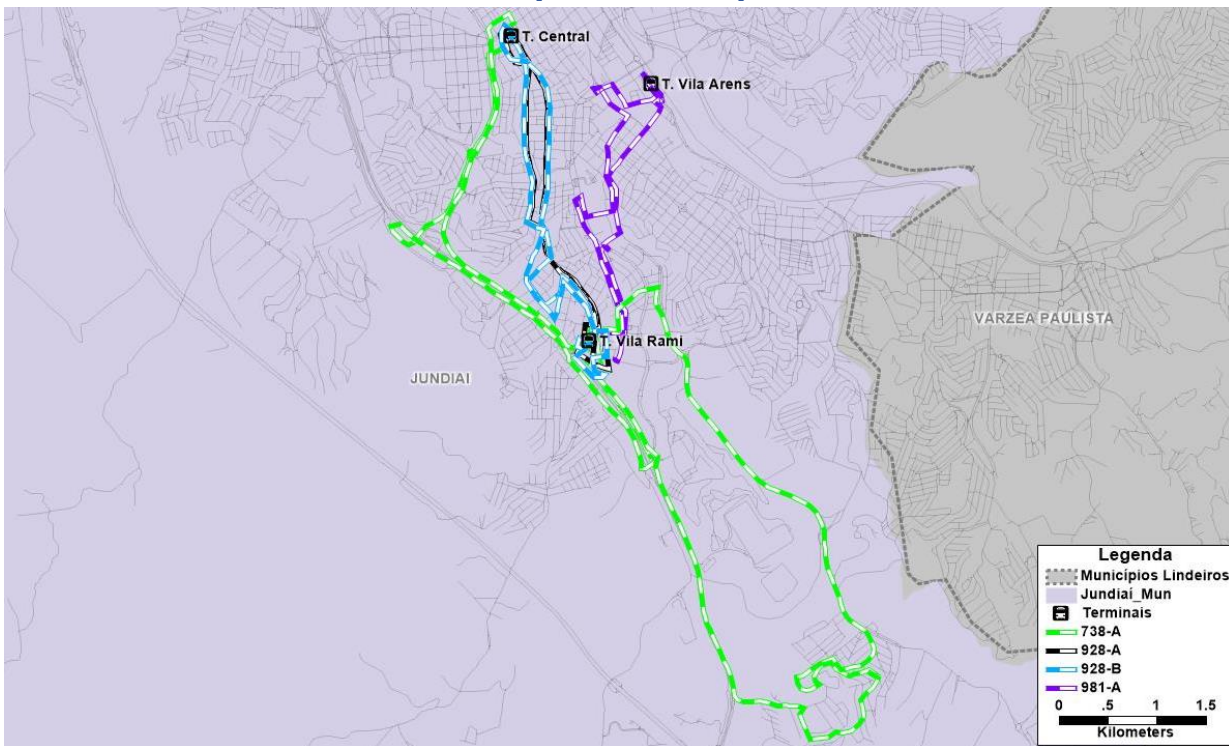 T. Central
T. Vila Arens
VARZEA PAULISTA
T. Vila Rami
JUNDIAI
Legenda
Municípios Lindeiros
Jundiaí_Mun
Terminais
738-A
928-A
928-B
981-A
0 .5 1 1.5
Kilometers